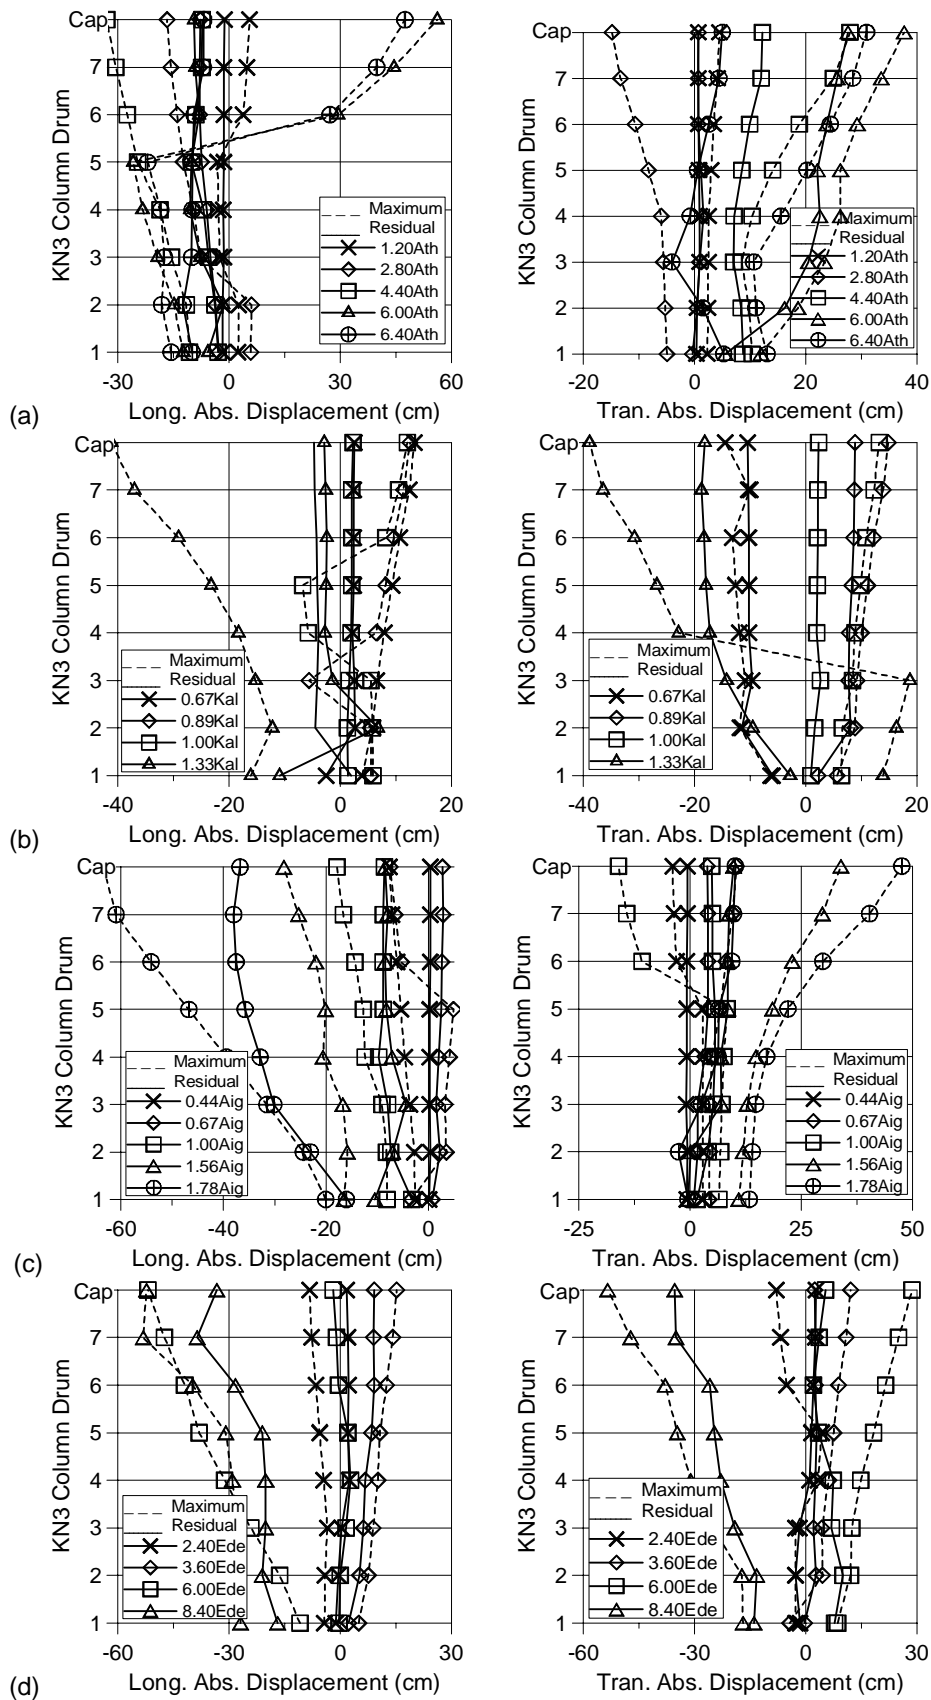 Cap
7
6
5
4
3
2
1
KN3 Column Drum
Maximum
Residual
1.20Ath
2.80Ath
4.40Ath
6.00Ath
6.40Ath
-30 0 30 60
Long. Abs. Displacement (cm)
(a)
Cap
7
6
5
4
3
2
1
KN3 Column Drum
Maximum
Residual
1.20Ath
2.80Ath
4.40Ath
6.00Ath
6.40Ath
-20 0 20 40
Tran. Abs. Displacement (cm)
Cap
7
6
5
4
3
2
1
KN3 Column Drum
Maximum
Residual
0.67Kal
0.89Kal
1.00Kal
1.33Kal
-40 -20 0 20
Long. Abs. Displacement (cm)
(b)
Cap
7
6
5
4
3
2
1
KN3 Column Drum
Maximum
Residual
0.67Kal
0.89Kal
1.00Kal
1.33Kal
-40 -20 0 20
Tran. Abs. Displacement (cm)
Cap
7
6
5
4
3
2
1
KN3 Column Drum
Maximum
Residual
0.44Aig
0.67Aig
1.00Aig
1.56Aig
1.78Aig
-60 -40 -20 0
Long. Abs. Displacement (cm)
(c)
Cap
7
6
5
4
3
2
1
KN3 Column Drum
Maximum
Residual
0.44Aig
0.67Aig
1.00Aig
1.56Aig
1.78Aig
-25 0 25 50
Tran. Abs. Displacement (cm)
Cap
7
6
5
4
3
2
1
KN3 Column Drum
Maximum
Residual
2.40Ede
3.60Ede
6.00Ede
8.40Ede
-60 -30 0 30
Long. Abs. Displacement (cm)
(d)
Cap
7
6
5
4
3
2
1
KN3 Column Drum
Maximum
Residual
2.40Ede
3.60Ede
6.00Ede
8.40Ede
-60 -30 0 30
Tran. Abs. Displacement (cm)